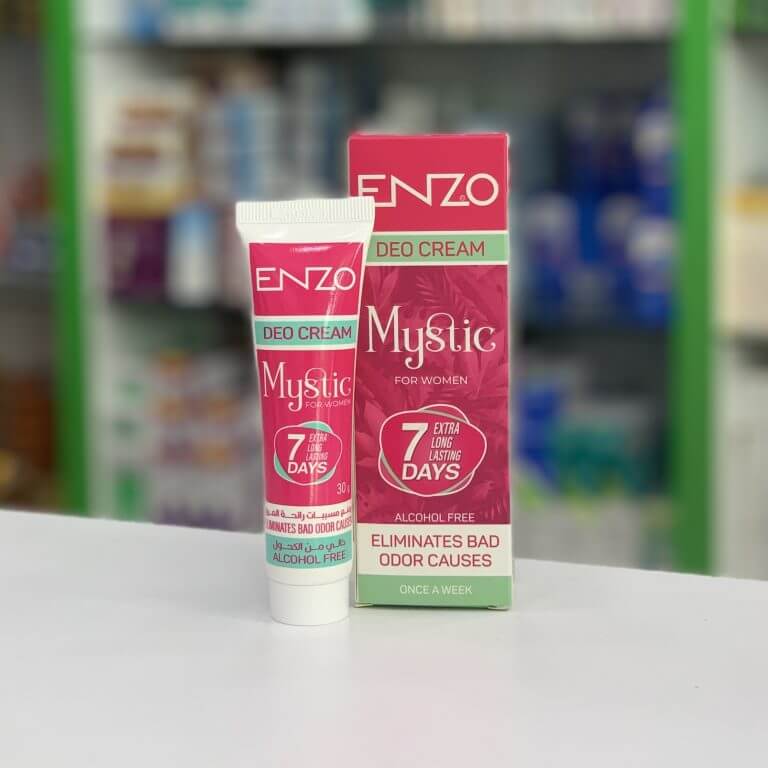 ENZO
DEO CREAM
Mystic
FOR WOMEN
7 EXTRA
LONG
LASTING
DAYS
30
مسببات رائحة
ELIMINATES BAD ODOR CAUSES
خالي من الكحول
ALCOHOL FREE
ENZO
DEO CREAM
Mystic
FOR WOMEN
7 EXTRA
LONG
LASTING
DAYS
ALCOHOL FREE
ELIMINATES BAD
ODOR CAUSES
ONCE A WEEK